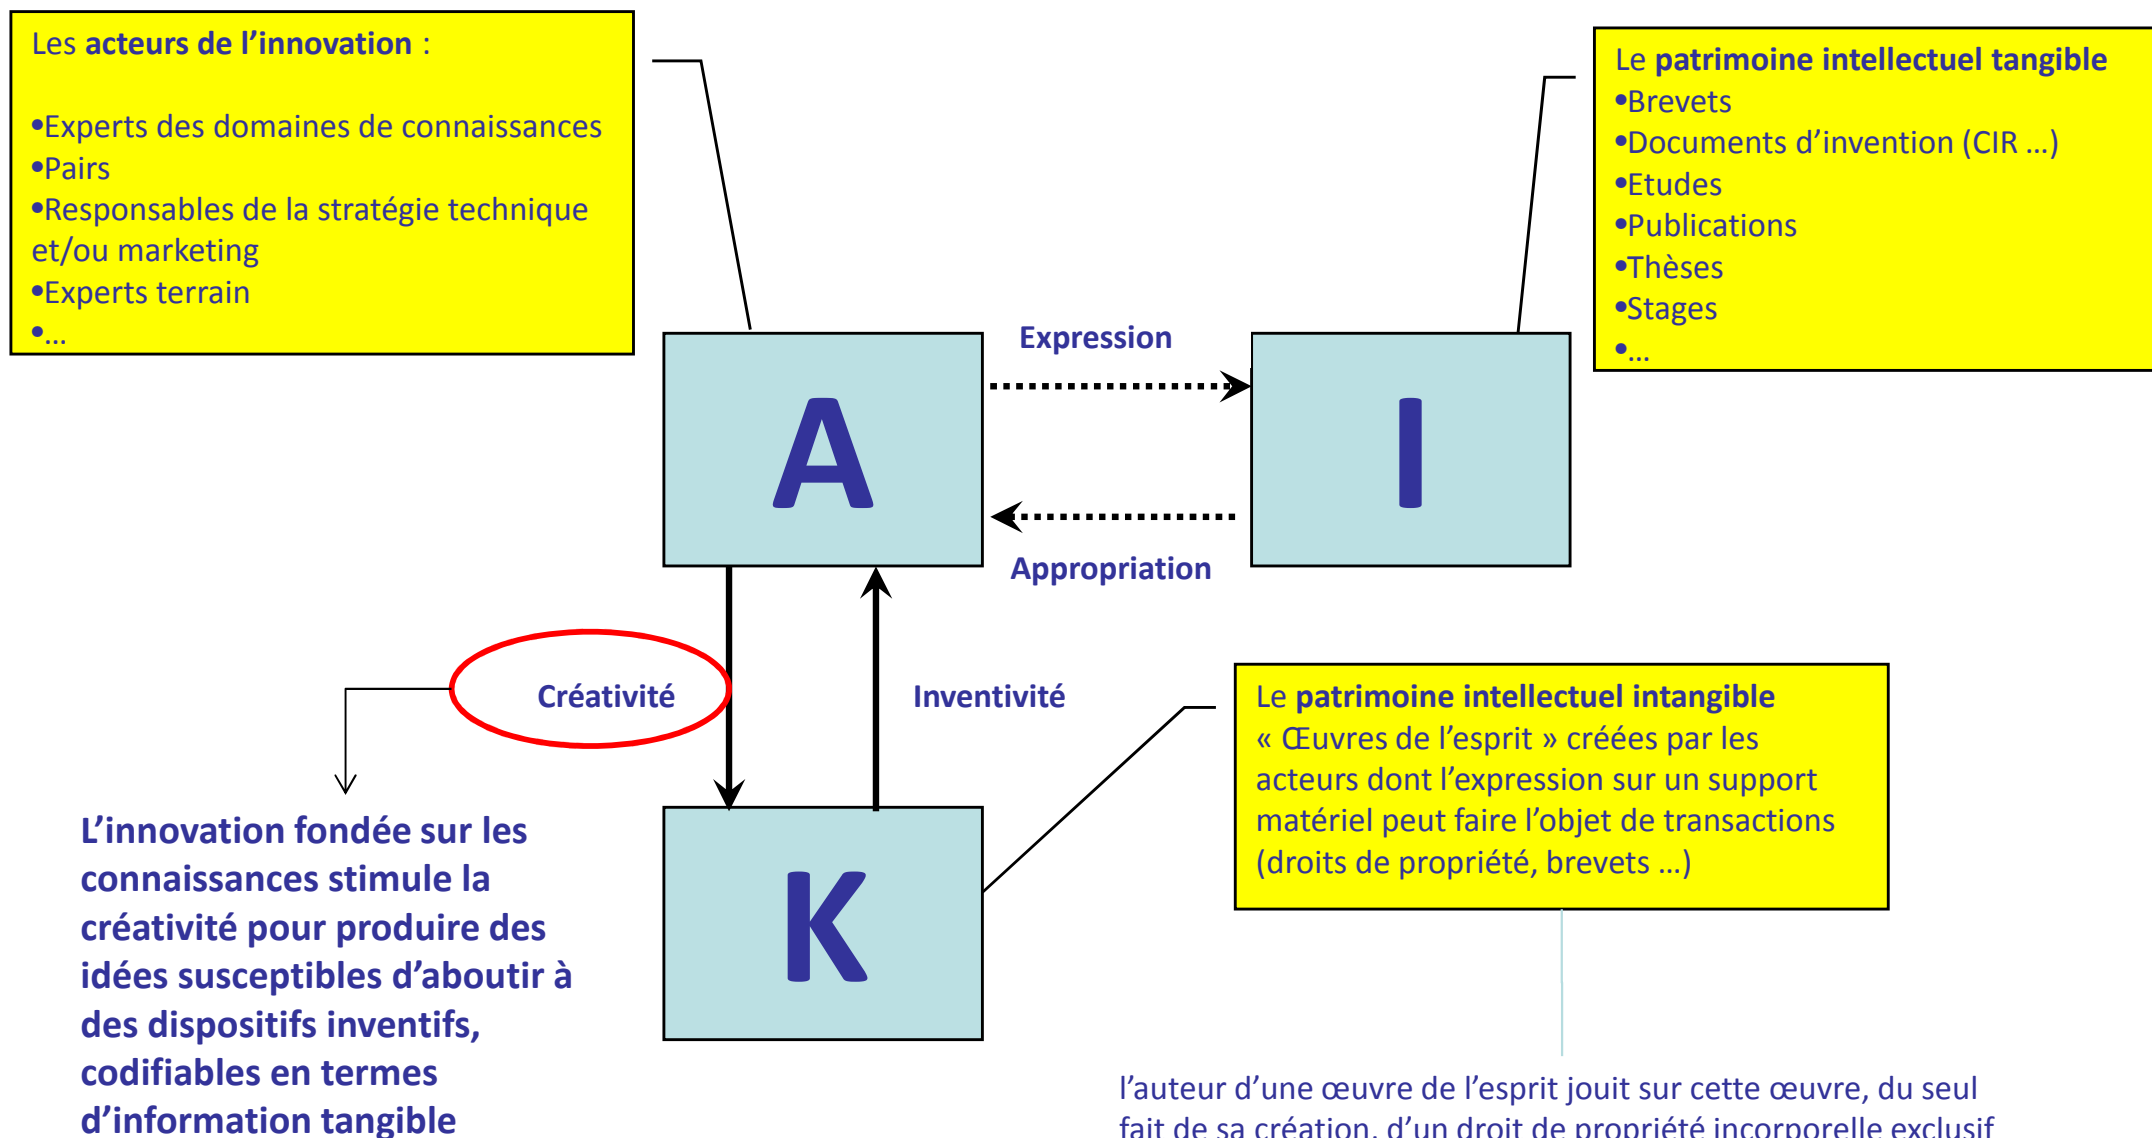 Les acteurs de l’innovation :
•Experts des domaines de connaissances
•Pairs
•Responsables de la stratégie technique
et/ou marketing
•Experts terrain
•...
Le patrimoine intellectuel tangible
•Brevets
•Documents d’invention (CIR ...)
•Etudes
•Publications
•Thèses
•Stages
•...
Expression
A
I
Appropriation
Créativité
Inventivité
Le patrimoine intellectuel intangible
« Œuvres de l’esprit » créées par les
acteurs dont l’expression sur un support
matériel peut faire l’objet de transactions
(droits de propriété, brevets ...)
L’innovation fondée sur les
connaissances stimule la
créativité pour produire des
idées susceptibles d’aboutir à
des dispositifs inventifs,
codifiables en termes
d’information tangible
K
l’auteur d’une œuvre de l’esprit jouit sur cette œuvre, du seul
fait de sa création, d’un droit de propriété incorporelle exclusif